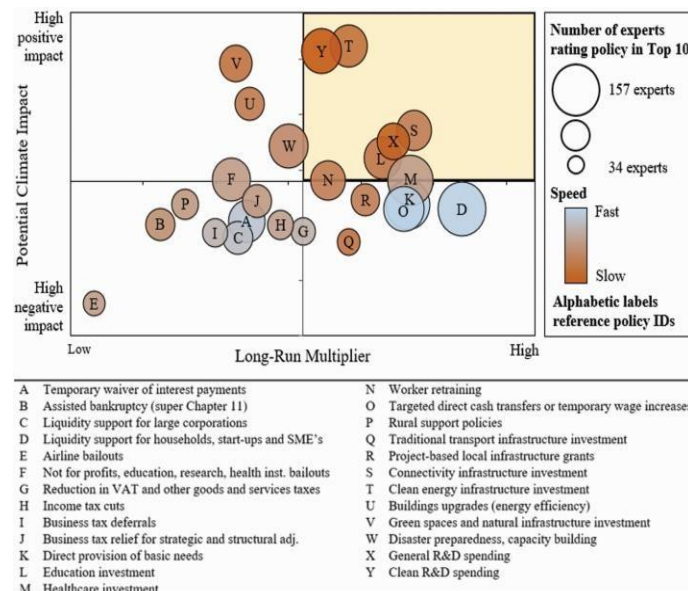 High
positive
impact
Potential Climate Impact
High
negative
impact
Low
Long-Run Multiplier
High
Y
T
V
U
W
S
X
L
F
N
M
P
J
R
K
O
D
B
A
I
C
H
G
Q
E
Number of experts
rating policy in Top 10
157 experts
34 experts
Speed
Fast
Slow
Alphabetic labels
reference policy IDs
A Temporary waiver of interest payments
B Assisted bankruptcy (super Chapter 11)
C Liquidity support for large corporations
D Liquidity support for households, start-ups and SME's
E Airline bailouts
F Not for profits, education, research, health inst. bailouts
G Reduction in VAT and other goods and services taxes
H Income tax cuts
I Business tax deferrals
J Business tax relief for strategic and structural adj.
K Direct provision of basic needs
L Education investment
M Healthcare investment
N Worker retraining
O Targeted direct cash transfers or temporary wage increases
P Rural support policies
Q Traditional transport infrastructure investment
R Project-based local infrastructure grants
S Connectivity infrastructure investment
T Clean energy infrastructure investment
U Buildings upgrades (energy efficiency)
V Green spaces and natural infrastructure investment
W Disaster preparedness, capacity building
X General R&D spending
Y Clean R&D spending